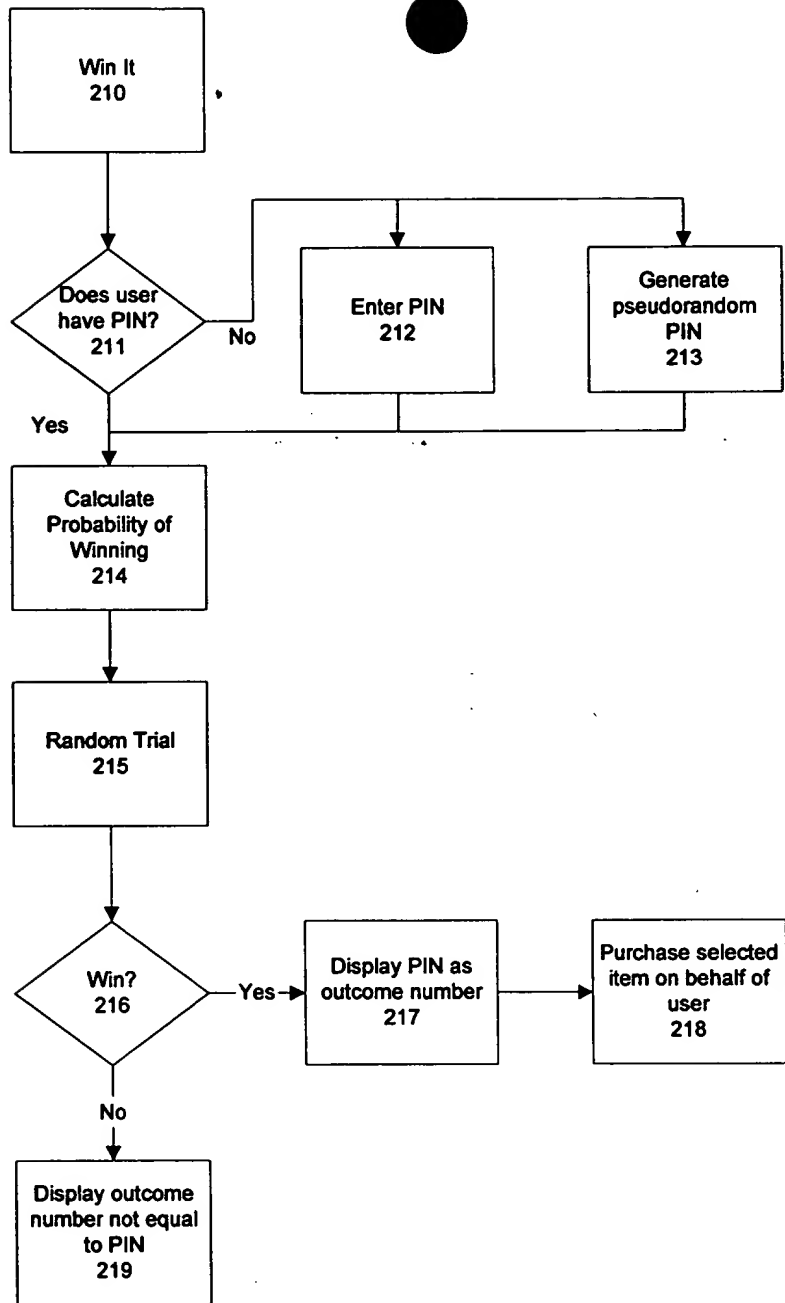 Win It
210
Does user
have PIN?
211
No
Enter PIN
212
Generate
pseudorandom
PIN
213
Yes
Calculate
Probability of
Winning
214
Random Trial
215
Win?
216
Yes
Display PIN as
outcome number
217
Purchase selected
item on behalf of
user
218
No
Display outcome
number not equal
to PIN
219